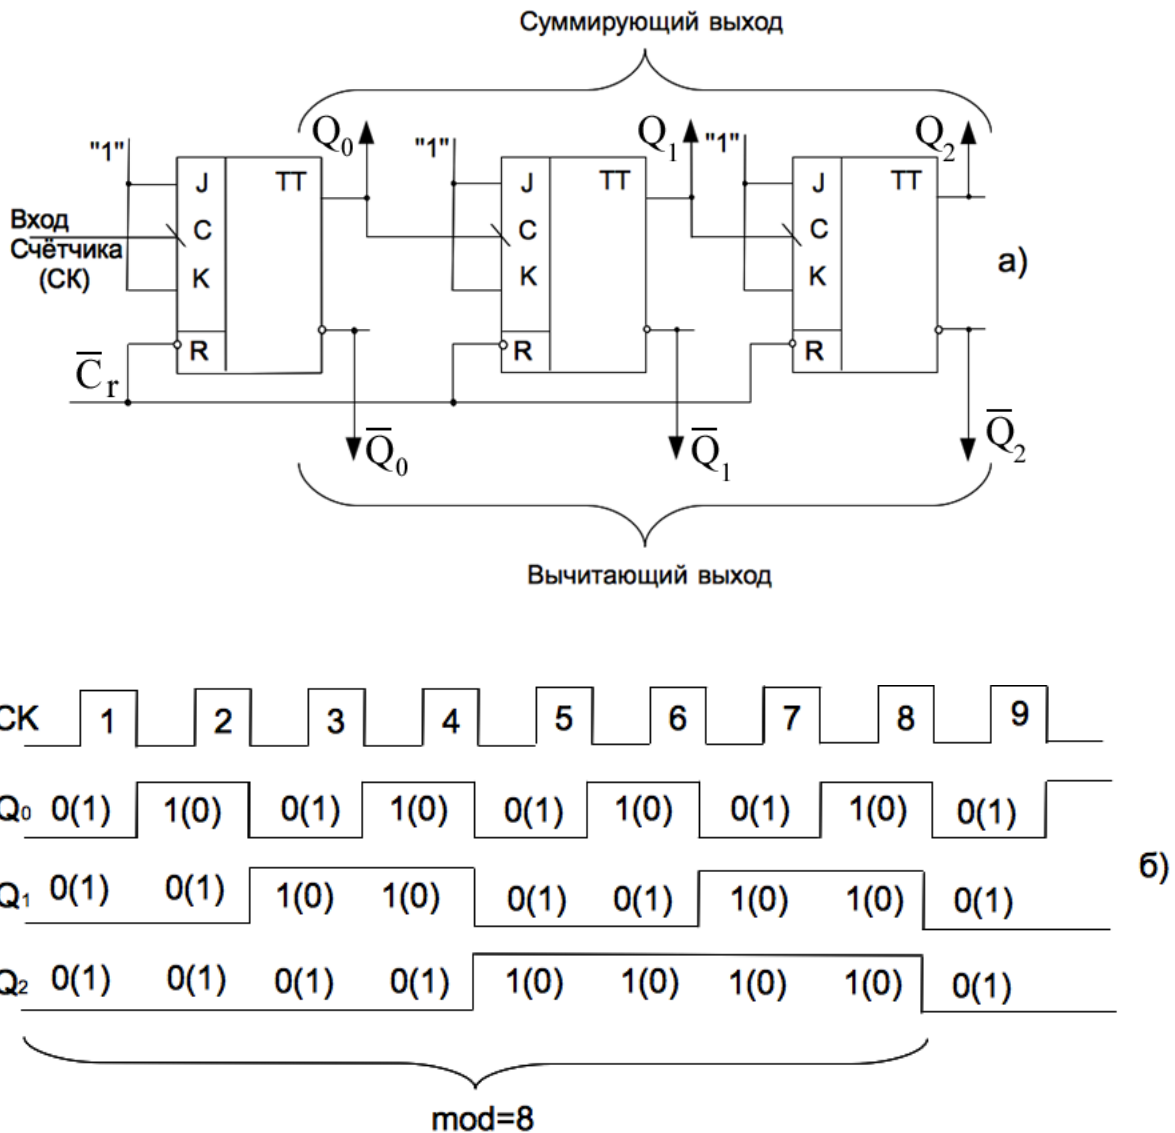 Суммирующий выход
"1" Q₀ "1" Q₁ "1" Q₂
J TT J TT J TT
Вход
Счётчика
(СК)
C C C
K K K
а)
R R R
C̅r
Q̅₀ Q̅₁ Q̅₂
Вычитающий выход
CK 1 2 3 4 5 6 7 8 9
Q₀ 0(1) 1(0) 0(1) 1(0) 0(1) 1(0) 0(1) 1(0) 0(1)
б)
Q₁ 0(1) 0(1) 1(0) 1(0) 0(1) 0(1) 1(0) 1(0) 0(1)
Q₂ 0(1) 0(1) 0(1) 0(1) 1(0) 1(0) 1(0) 1(0) 0(1)
mod=8